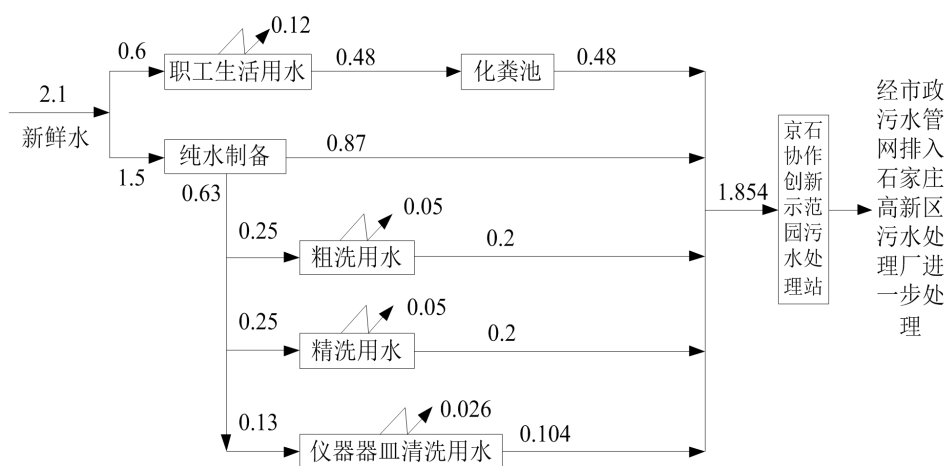 0.12
0.6
职工生活用水
0.48
化粪池
0.48
2.1
新鲜水
1.5
纯水制备
0.87
0.63
0.25
0.05
粗洗用水
0.2
0.25
0.05
精洗用水
0.2
0.13
0.026
仪器器皿清洗用水
0.104
1.854
京石
协作
创新
示范
园污
水处
理站
经市政
污水管
网排入
石家庄
高新区
污水处
理厂进
一步处
理